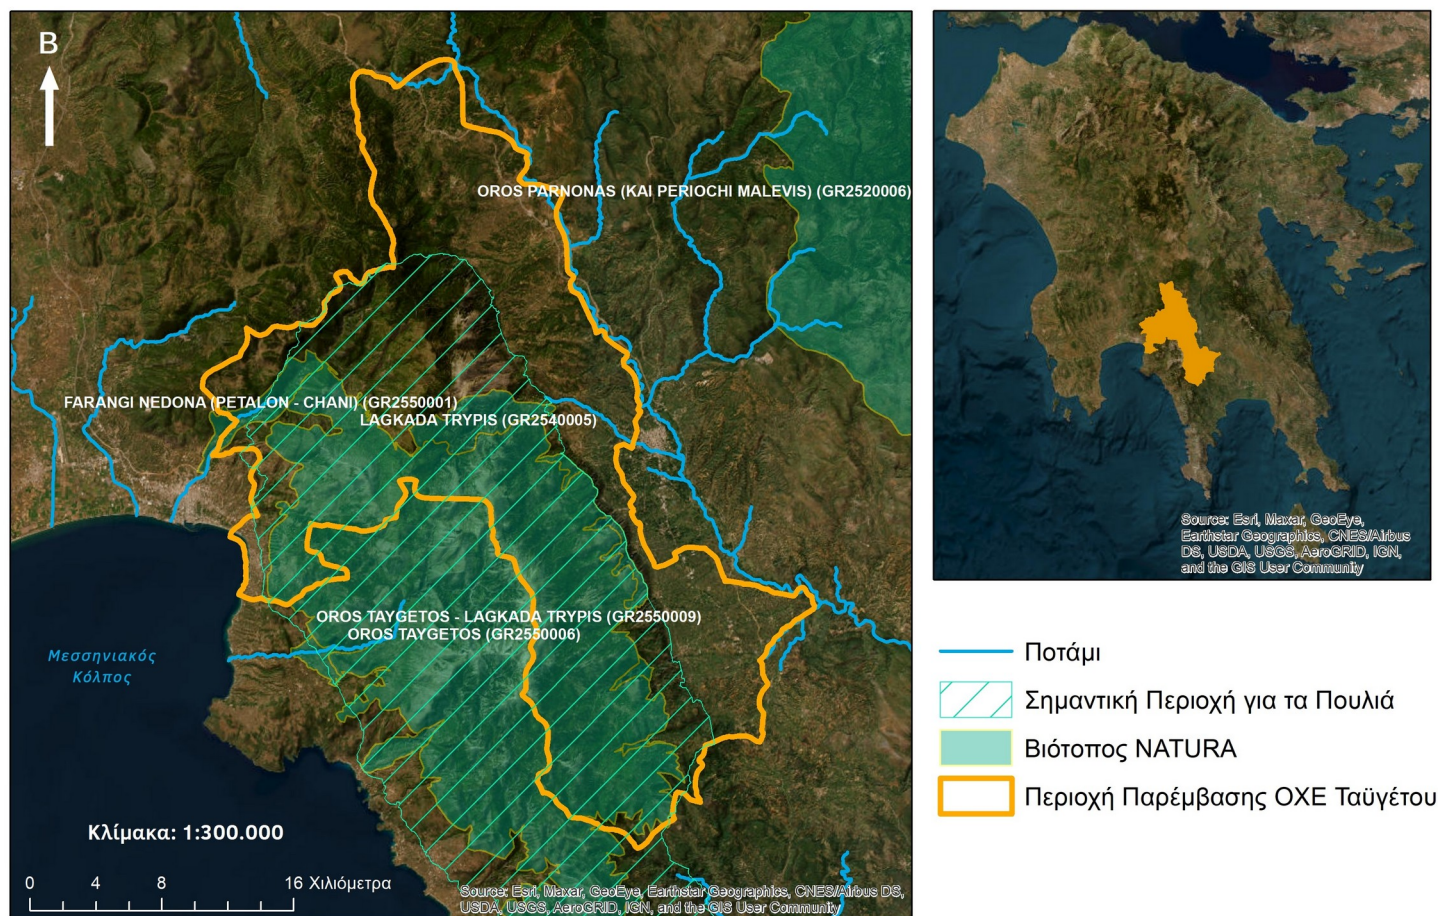 Β
OROS PARNONAS (KAI PERIOCHI MALEVIS) (GR2520006)
FARANGI NEDONA (PETALON - CHANI) (GR2550001)
LAGKADA TRYPIS (GR2540005)
OROS TAYGETOS - LAGKADA TRYPIS (GR2550009)
OROS TAYGETOS (GR2550006)
Μεσσηνιακός
Κόλπος
Κλίμακα: 1:300.000
0 4 8 16 Χιλιόμετρα
Source: Esri, Maxar, GeoEye, Earthstar Geographics, CNES/Airbus DS,
USDA, USGS, AeroGRID, IGN, and the GIS User Community
Source: Esri, Maxar, GeoEye,
Earthstar Geographics, CNES/Airbus
DS, USDA, USGS, AeroGRID, IGN,
and the GIS User Community
Ποτάμι
Σημαντική Περιοχή για τα Πουλιά
Βιότοπος NATURA
Περιοχή Παρέμβασης ΟΧΕ Ταϋγέτου